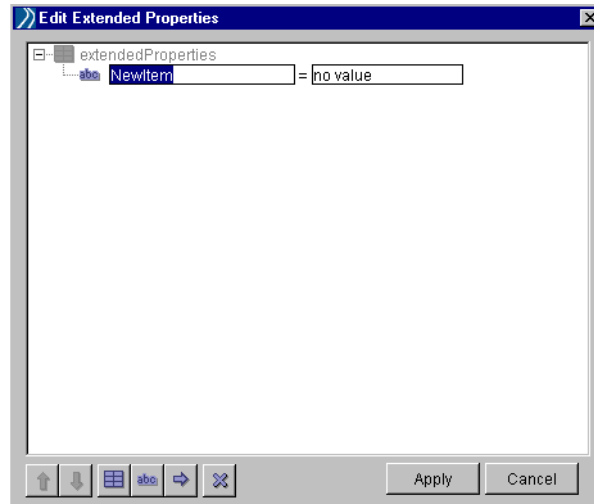 Edit Extended Properties
extendedProperties
abc NewItem = no value
abc
Apply Cancel